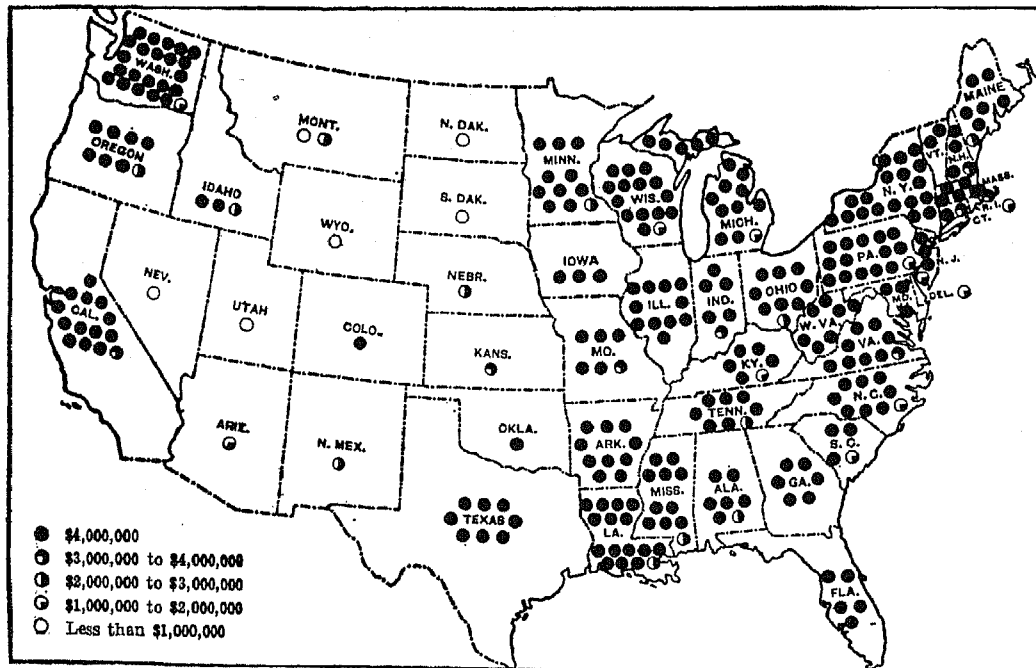 WASH.
OREGON
IDAHO
MONT.
N. DAK.
S. DAK.
WYO.
NEV.
UTAH
COLO.
CAL.
ARIZ.
N. MEX.
NEBR.
KANS.
OKLA.
TEXAS
MINN.
IOWA
MO.
ARK.
LA.
WIS.
ILL.
MICH.
IND.
OHIO
KY.
TENN.
MISS.
ALA.
GA.
FLA.
S. C.
N. C.
VA.
W. VA.
MD.
DEL.
PA.
N. J.
N. Y.
CT.
R. I.
MASS.
VT.
N. H.
MAINE
$4,000,000
$3,000,000 to $4,000,000
$2,000,000 to $3,000,000
$1,000,000 to $2,000,000
Less than $1,000,000